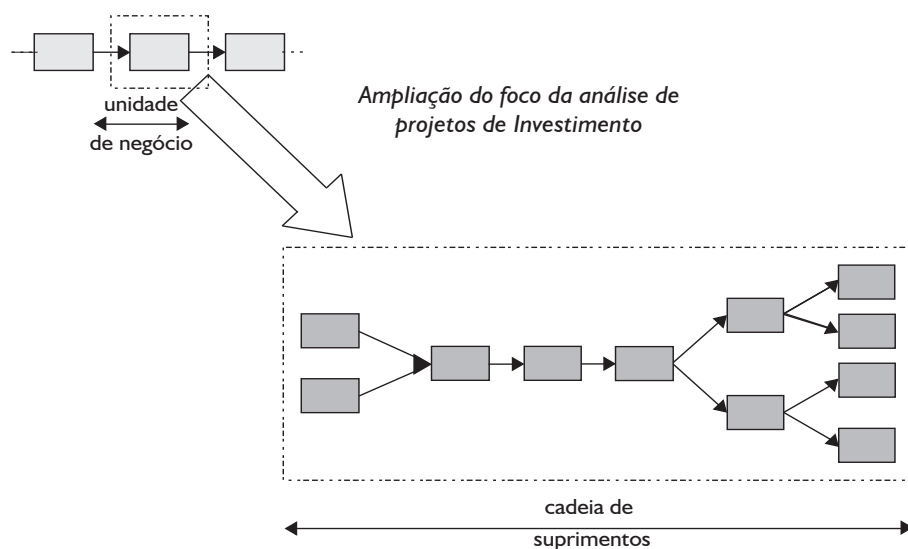 unidade
de negócio
Ampliação do foco da análise de
projetos de Investimento
cadeia de
suprimentos